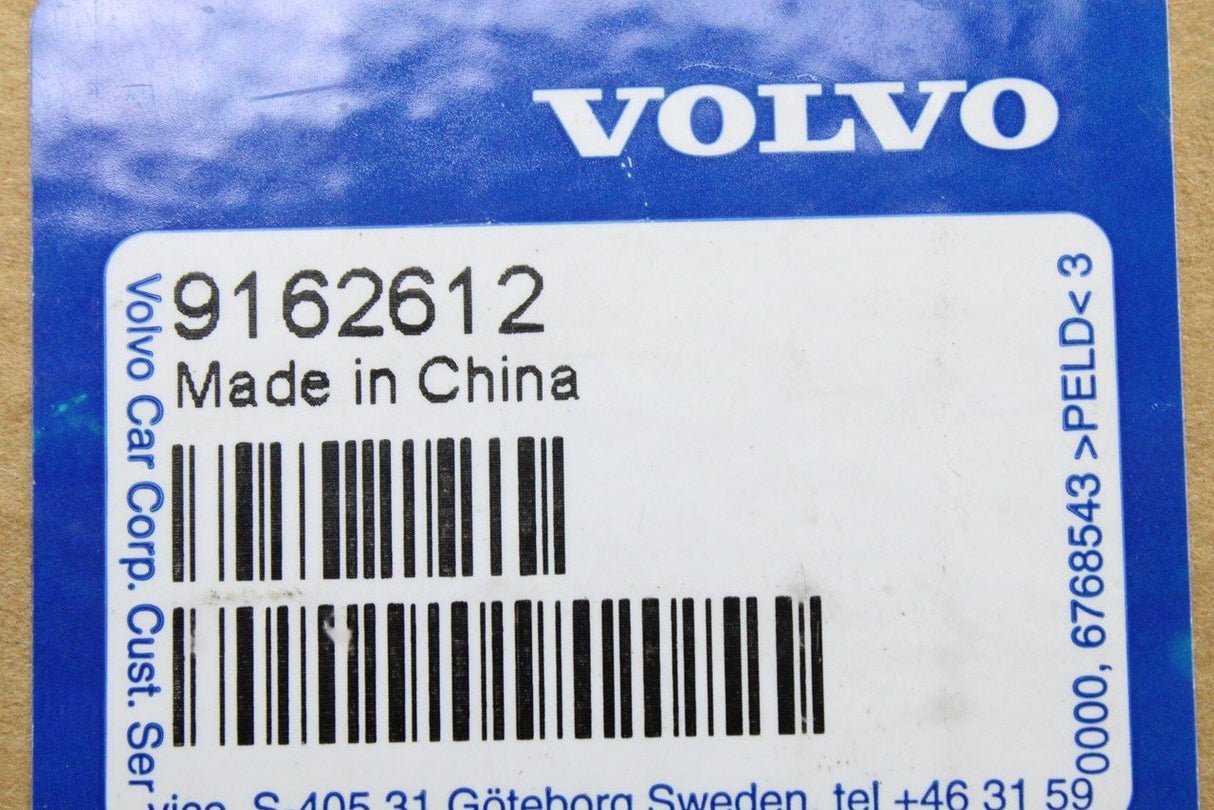 VOLVO
9162612
Made in China
Volvo Car Corp. Cust. Ser
vice, S-405 31 Göteborg Sweden, tel +46 31 59
0000, 6768543 >PELD< 3